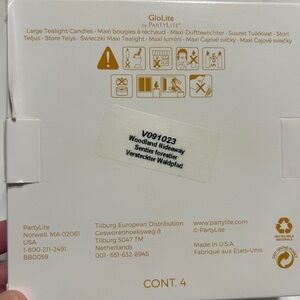 GloLite
by PARTYLITE
Large Tealight Candles • Maxi bougies à réchaud • Maxi-Duftteelichter • Suuret Tuikkivat • Stort
Teljus • Store Telys • Świeczki Maxi Tealight • Maxi lumini • Maxi Čajové sviečky • Maxi Čajové svíčky
V091023
Woodland Hideaway
Sentier forestier
Versteckter Waldpfad
PartyLite
Norwell, MA 02061
USA
1-800-211-2491
BB0059
Tilburg European Distribution
Gesworenhoekseweg 8
Tilburg 5047 TM
Netherlands
001- 651-632-8945
www.partylite.com
© PartyLite
Made in U.S.A.
Fabriqué aux États-Unis
CONT. 4